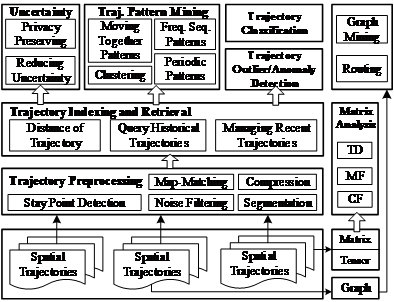 Uncertainty
Privacy
Preserving
Reducing
Uncertainty
Traj. Pattern Mining
Moving
Together
Patterns
Freq. Seq.
Patterns
Clustering
Periodic
Patterns
Trajectory
Classification
Trajectory
Outlier/Anomaly
Detection
Graph
Mining
Routing
Trajectory Indexing and Retrieval
Distance of
Trajectory
Query Historical
Trajectories
Managing Recent
Trajectories
Matrix
Analysis
TD
MF
CF
Trajectory Preprocessing
Map-Matching
Compression
Stay Point Detection
Noise Filtering
Segmentation
Spatial
Trajectories
Spatial
Trajectories
Spatial
Trajectories
Matrix
Tensor
Graph